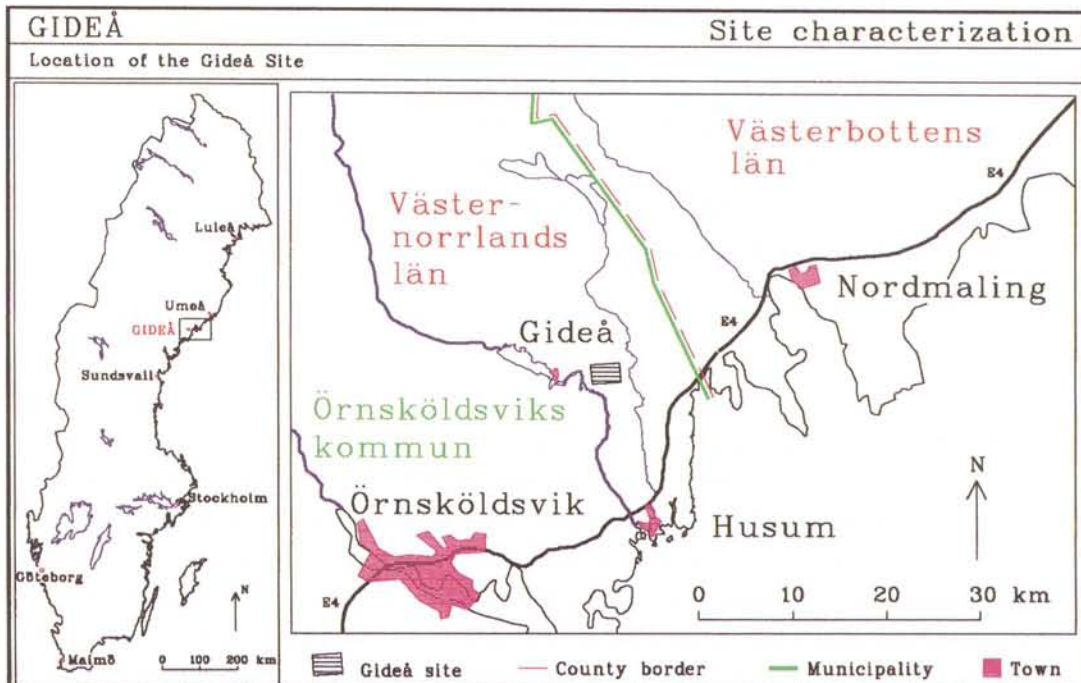 GIDEÅ
Site characterization
Location of the Gideå Site
Luleå
Umeå
GIDEÅ
Sundsvall
Stockholm
Göteborg
Malmö
N
0 100 200 km
Västerbottens
län
E4
Väster-
norrlands
län
Nordmaling
E4
Gideå
Örnsköldsviks
kommun
Örnsköldsvik
Husum
N
E4
0 10 20 30 km
Gideå site
County border
Municipality
Town